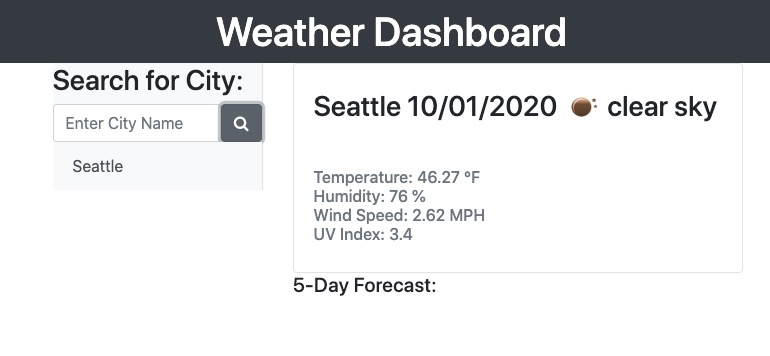 Weather Dashboard
Search for City:
Enter City Name
Seattle
Seattle 10/01/2020 clear sky
Temperature: 46.27 °F
Humidity: 76 %
Wind Speed: 2.62 MPH
UV Index: 3.4
5-Day Forecast: